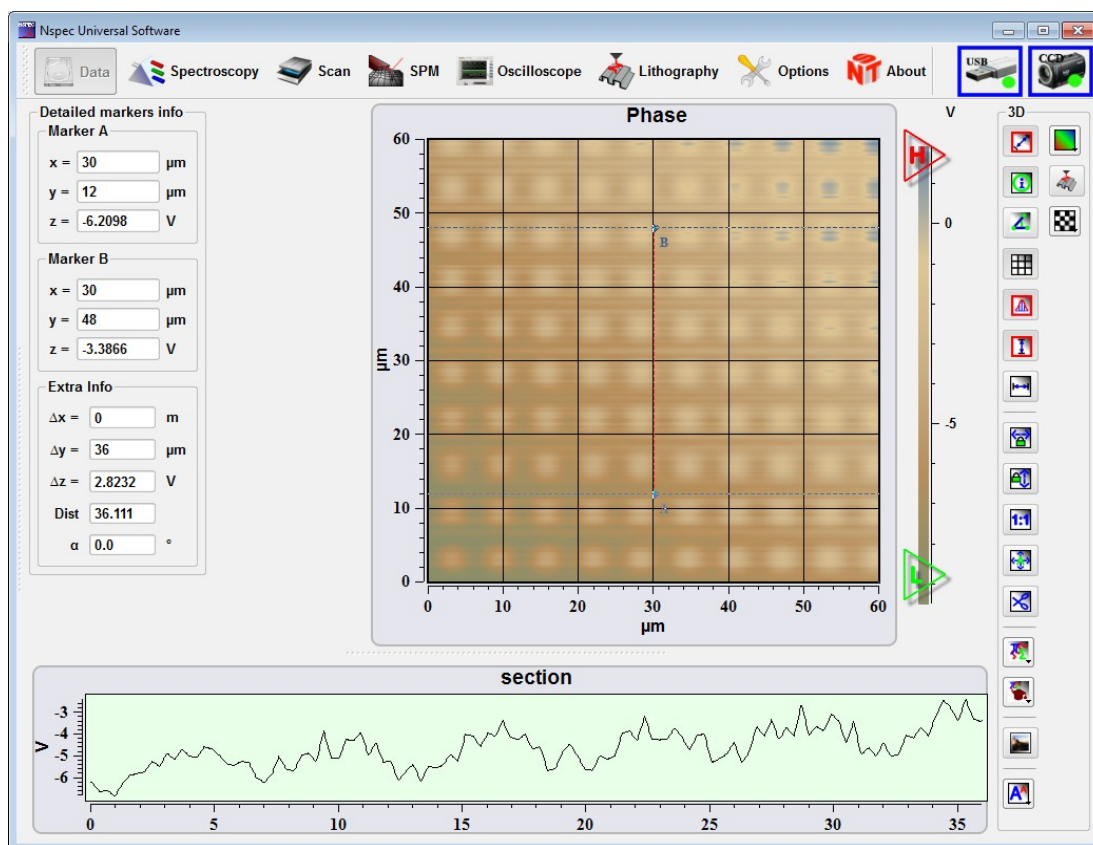 Nspec Universal Software
Data Spectroscopy Scan SPM Oscilloscope Lithography Options About USB CCD
Detailed markers info
Marker A
x = 30 µm
y = 12 µm
z = -6.2098 V
Marker B
x = 30 µm
y = 48 µm
z = -3.3866 V
Extra Info
Δx = 0 m
Δy = 36 µm
Δz = 2.8232 V
Dist 36.111
α 0.0 °
Phase
60
50
40
30
20
10
0
µm
0 10 20 30 40 50 60
µm
B
A
V
H
0
-5
L
3D
1:1
section
V
-3
-4
-5
-6
0 5 10 15 20 25 30 35